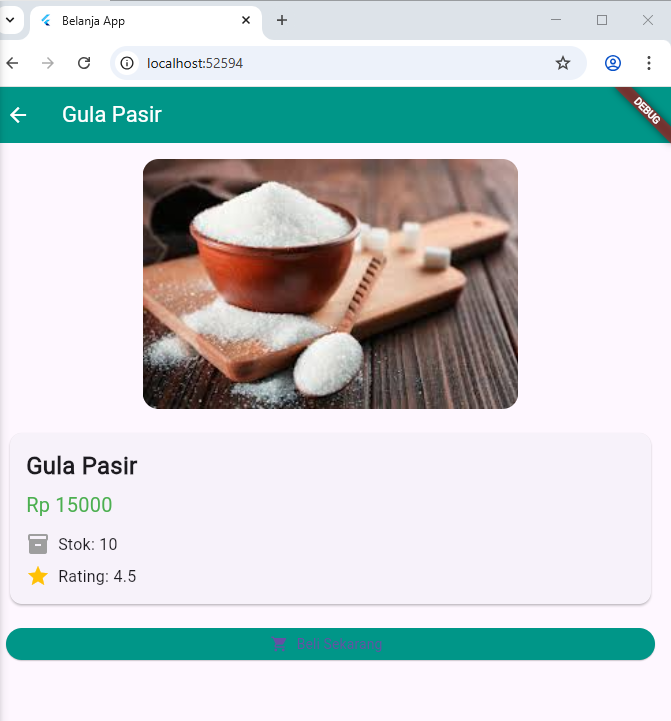 Belanja App
localhost:52594
Gula Pasir
DEBUG
Gula Pasir
Rp 15000
Stok: 10
Rating: 4.5
Beli Sekarang